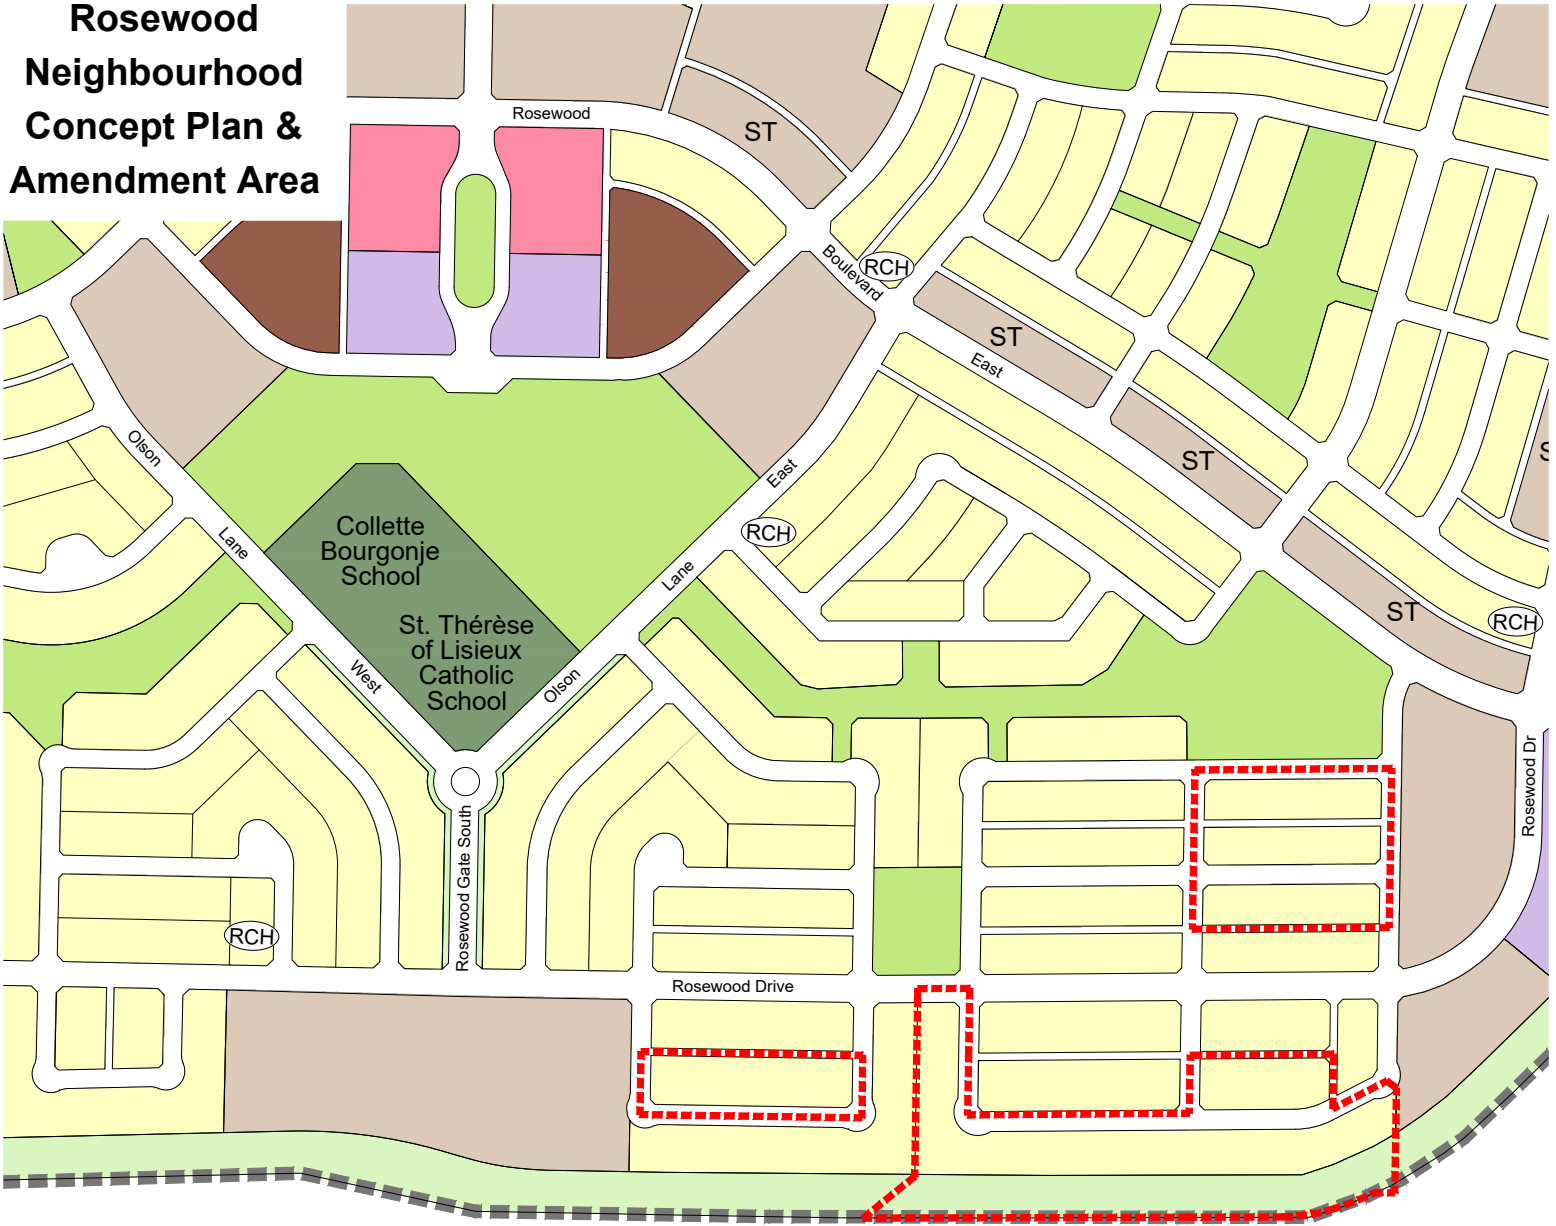 Rosewood
Neighbourhood
Concept Plan &
Amendment Area
Rosewood
ST
Boulevard
RCH
ST
East
ST
S
Olson
East
RCH
Lane
Lane
Collette
Bourgonje
School
St. Thérèse
of Lisieux
Catholic
School
ST
RCH
West
Olson
Rosewood Dr
Rosewood Gate South
RCH
Rosewood Drive